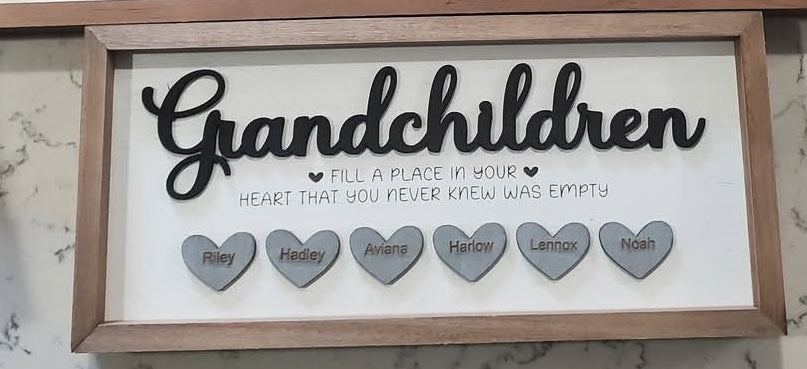 Grandchildren
FILL A PLACE IN YOUR
HEART THAT YOU NEVER KNEW WAS EMPTY
Riley Hadley Aviana Harlow Lennox Noah